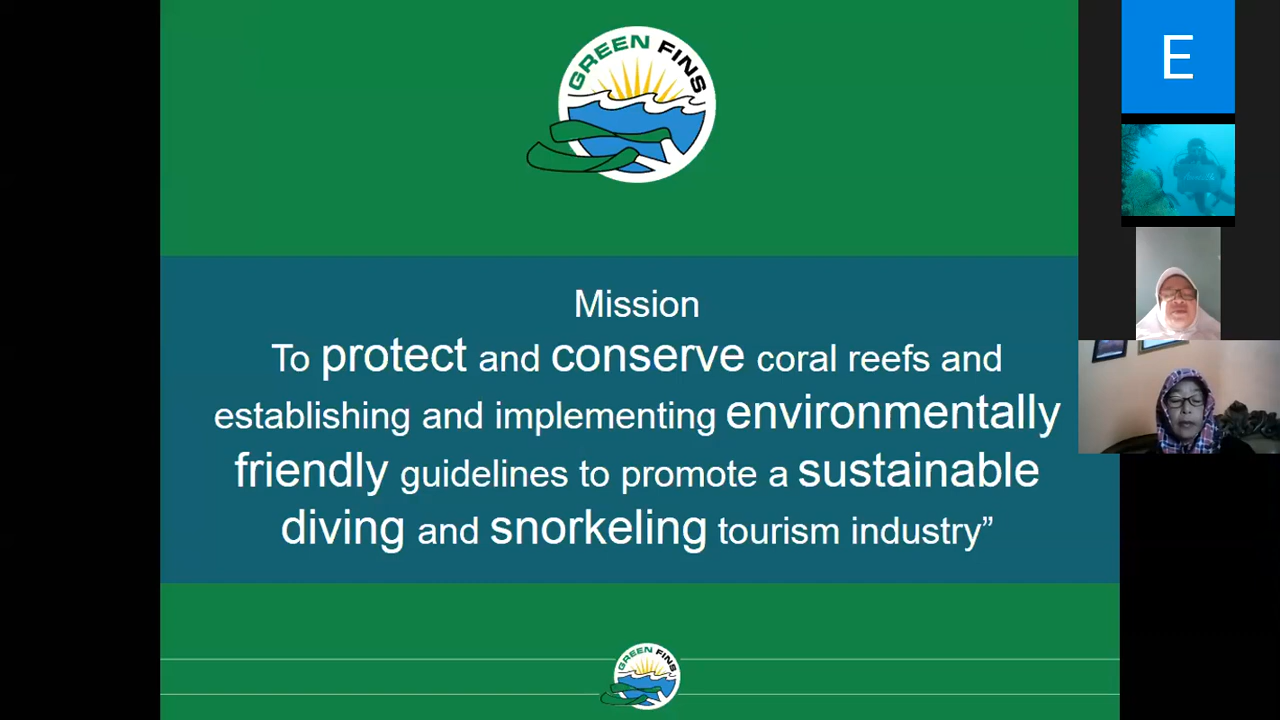 GREEN FINS
E
Mission
To protect and conserve coral reefs and
establishing and implementing environmentally
friendly guidelines to promote a sustainable
diving and snorkeling tourism industry”
GREEN FINS